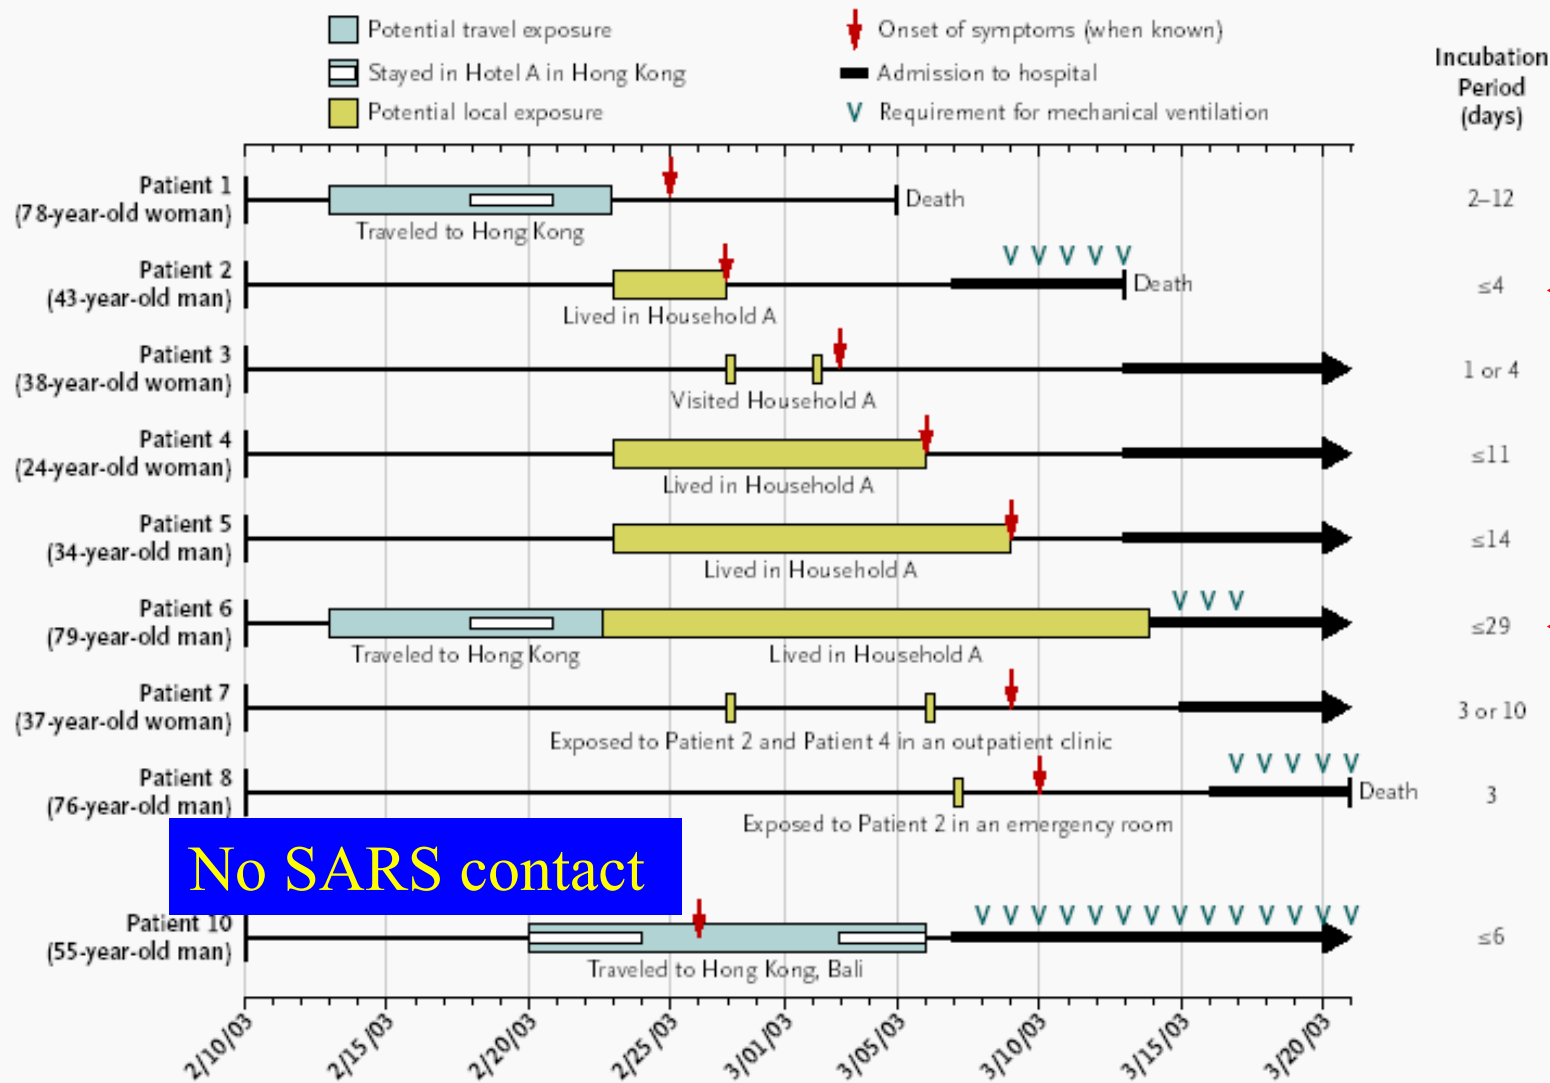 Potential travel exposure
Stayed in Hotel A in Hong Kong
Potential local exposure
Onset of symptoms (when known)
Admission to hospital
V Requirement for mechanical ventilation
Incubation
Period
(days)
Patient 1
(78-year-old woman)
Traveled to Hong Kong
Death
2–12
Patient 2
(43-year-old man)
Lived in Household A
V V V V V
Death
≤4
Patient 3
(38-year-old woman)
Visited Household A
1 or 4
Patient 4
(24-year-old woman)
Lived in Household A
≤11
Patient 5
(34-year-old man)
Lived in Household A
≤14
Patient 6
(79-year-old man)
Traveled to Hong Kong
Lived in Household A
V V V
≤29
Patient 7
(37-year-old woman)
Exposed to Patient 2 and Patient 4 in an outpatient clinic
3 or 10
Patient 8
(76-year-old man)
Exposed to Patient 2 in an emergency room
V V V V V
Death
3
No SARS contact
Patient 10
(55-year-old man)
Traveled to Hong Kong, Bali
V V V V V V V V V V V V V V
≤6
2/10/03
2/15/03
2/20/03
2/25/03
3/01/03
3/05/03
3/10/03
3/15/03
3/20/03